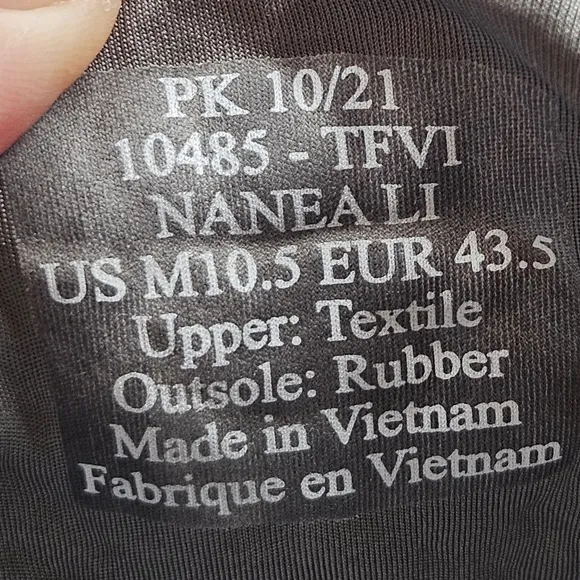 PK 10/21
10485 - TFVI
NANEA LI
US M10.5 EUR 43.5
Upper: Textile
Outsole: Rubber
Made in Vietnam
Fabrique en Vietnam